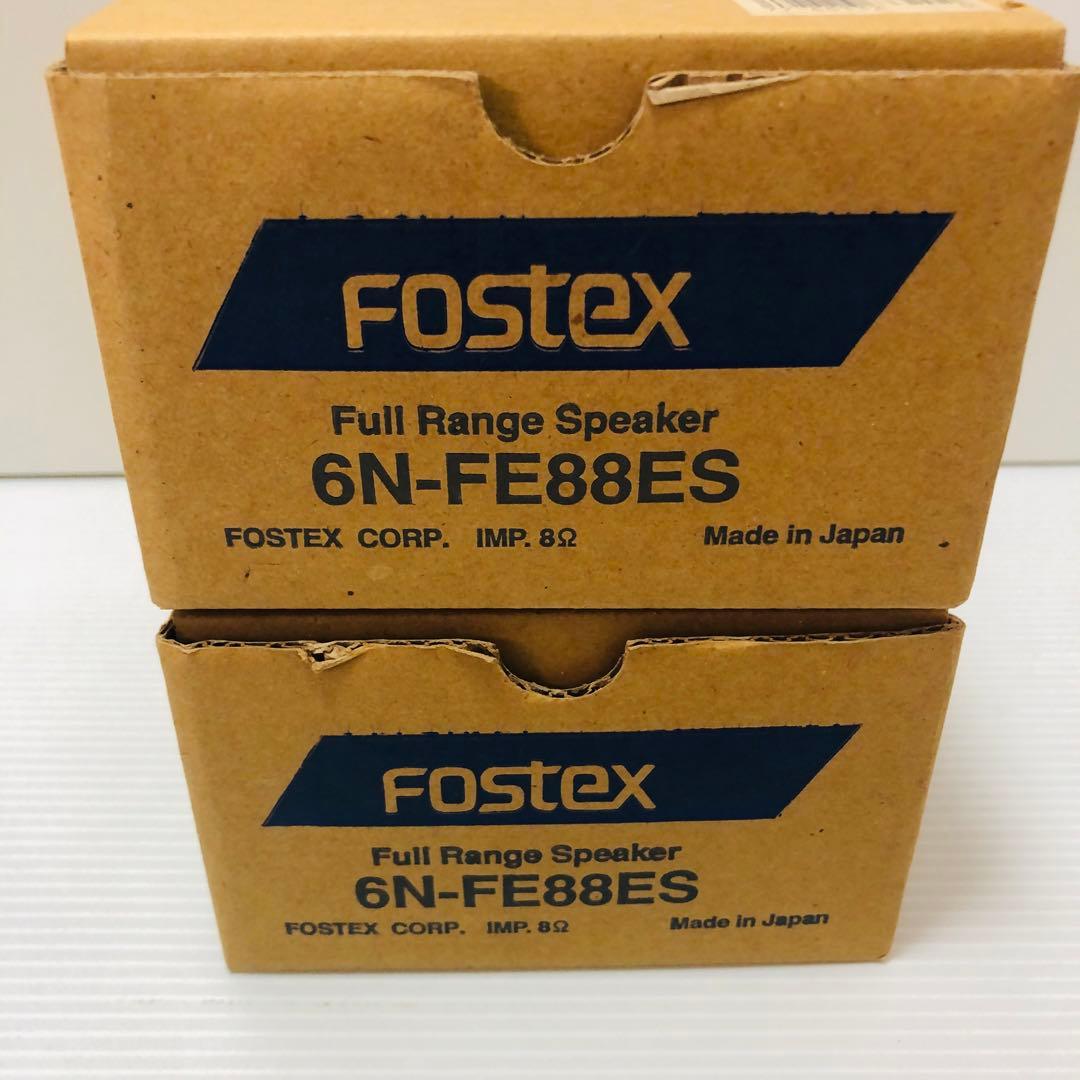 FOSTEX
Full Range Speaker
6N-FE88ES
FOSTEX CORP. IMP. 8Ω Made in Japan
FOSTEX
Full Range Speaker
6N-FE88ES
FOSTEX CORP. IMP. 8Ω Made in Japan